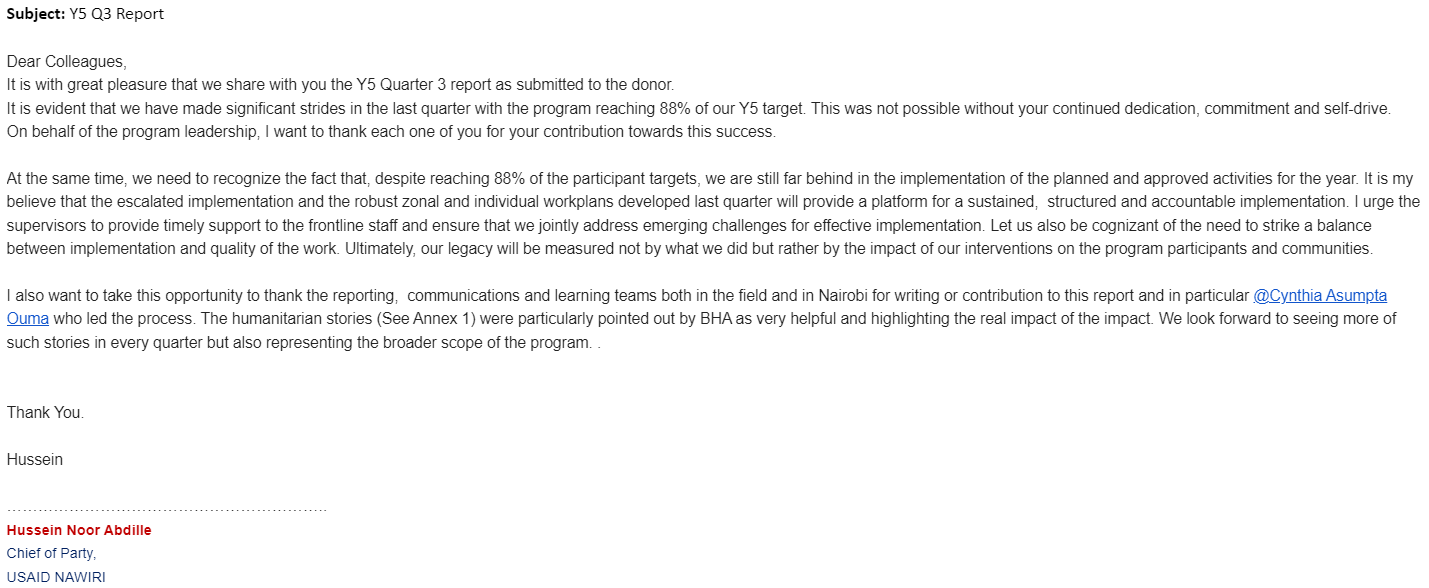 Subject: Y5 Q3 Report
Dear Colleagues,
It is with great pleasure that we share with you the Y5 Quarter 3 report as submitted to the donor.
It is evident that we have made significant strides in the last quarter with the program reaching 88% of our Y5 target. This was not possible without your continued dedication, commitment and self-drive.
On behalf of the program leadership, I want to thank each one of you for your contribution towards this success.
At the same time, we need to recognize the fact that, despite reaching 88% of the participant targets, we are still far behind in the implementation of the planned and approved activities for the year. It is my
believe that the escalated implementation and the robust zonal and individual workplans developed last quarter will provide a platform for a sustained,  structured and accountable implementation. I urge the
supervisors to provide timely support to the frontline staff and ensure that we jointly address emerging challenges for effective implementation. Let us also be cognizant of the need to strike a balance
between implementation and quality of the work. Ultimately, our legacy will be measured not by what we did but rather by the impact of our interventions on the program participants and communities.
I also want to take this opportunity to thank the reporting,  communications and learning teams both in the field and in Nairobi for writing or contribution to this report and in particular @Cynthia Asumpta
Ouma who led the process. The humanitarian stories (See Annex 1) were particularly pointed out by BHA as very helpful and highlighting the real impact of the impact. We look forward to seeing more of
such stories in every quarter but also representing the broader scope of the program. .
Thank You.
Hussein
…………………………………………………….
Hussein Noor Abdille
Chief of Party,
USAID NAWIRI